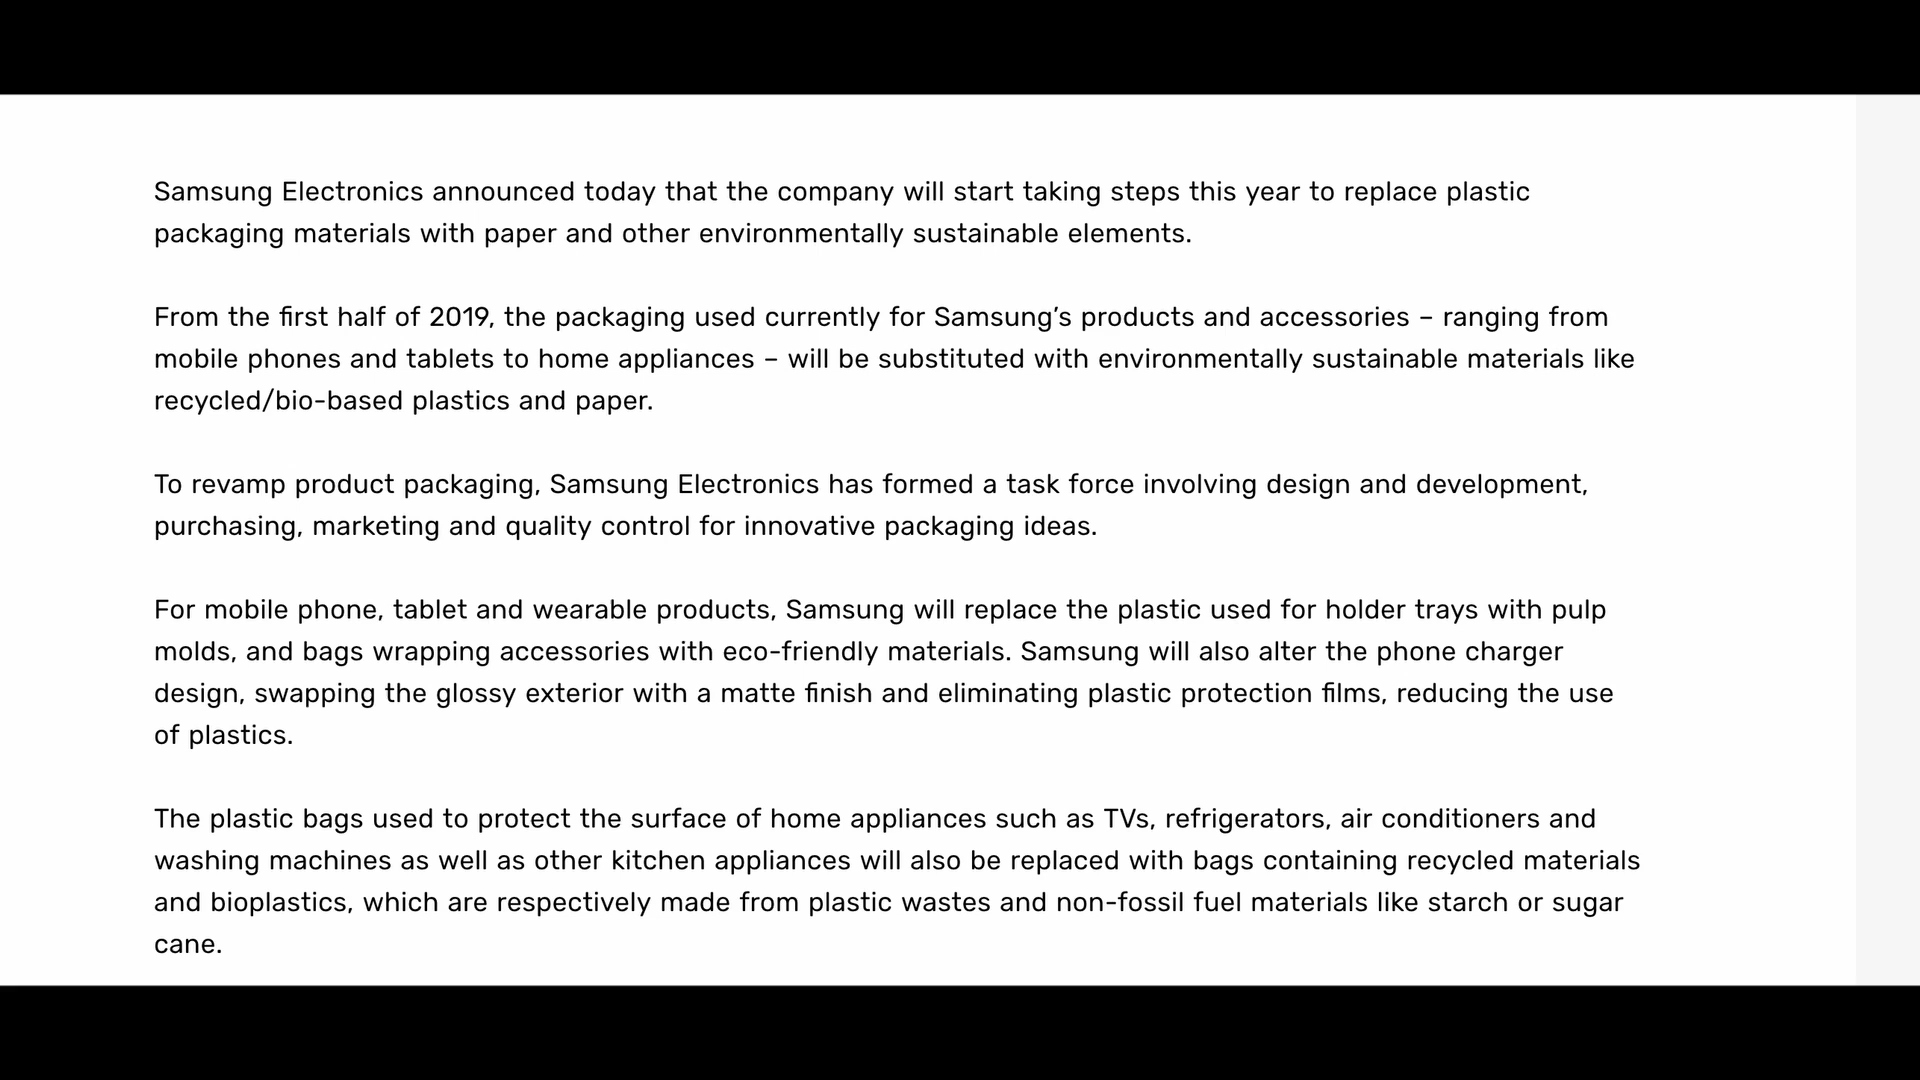 Samsung Electronics announced today that the company will start taking steps this year to replace plastic
packaging materials with paper and other environmentally sustainable elements.
From the first half of 2019, the packaging used currently for Samsung’s products and accessories – ranging from
mobile phones and tablets to home appliances – will be substituted with environmentally sustainable materials like
recycled/bio-based plastics and paper.
To revamp product packaging, Samsung Electronics has formed a task force involving design and development,
purchasing, marketing and quality control for innovative packaging ideas.
For mobile phone, tablet and wearable products, Samsung will replace the plastic used for holder trays with pulp
molds, and bags wrapping accessories with eco-friendly materials. Samsung will also alter the phone charger
design, swapping the glossy exterior with a matte finish and eliminating plastic protection films, reducing the use
of plastics.
The plastic bags used to protect the surface of home appliances such as TVs, refrigerators, air conditioners and
washing machines as well as other kitchen appliances will also be replaced with bags containing recycled materials
and bioplastics, which are respectively made from plastic wastes and non-fossil fuel materials like starch or sugar
cane.